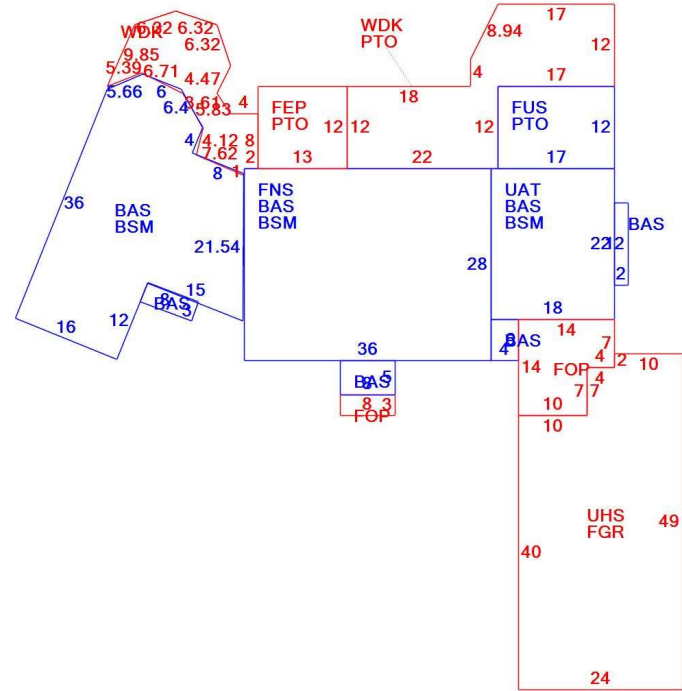 17
6.32 6.32
WDK
WDK
PTO
6.32
8.94
12
9.85
5.39 6.71
4.47
4
17
5.66 6
3.61
4
18
6.4
5.83
FEP
PTO
FUS
PTO
12 12
12
12
4
4.12 8
7.62 2
13
22
17
1
8
FNS
BAS
BSM
UAT
BAS
BSM
36
BAS
BSM
BAS
21.54
28
22 12
2
15
8
BAS
3
16
12
18
14
6
BAS
7
36
4
14
4 2
10
FOP
4
5
BAS
8
7 7
8 3
FOP
10
10
UHS
FGR
49
40
24